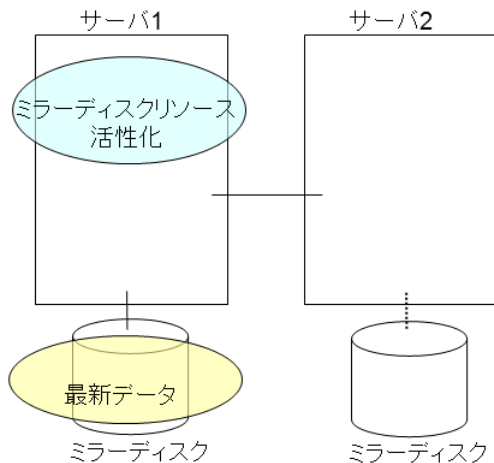 サーバ1
サーバ2
ミラーディスクリソース
活性化
最新データ
ミラーディスク
ミラーディスク